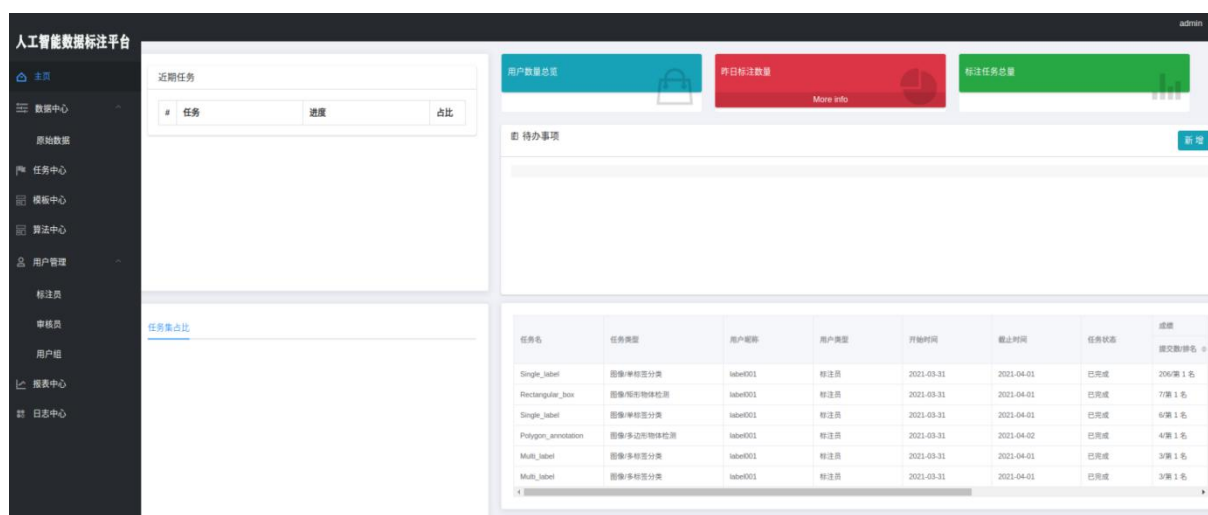 admin
人工智能数据标注平台
主页
数据中心
原始数据
任务中心
模板中心
算法中心
用户管理
标注员
审核员
用户组
报表中心
日志中心
近期任务
# 任务 进度 占比
用户数量总览
昨日标注数量
More info
标注任务总量
待办事项
新 增
任务集占比
任务名 任务类型 用户昵称 用户类型 开始时间 截止时间 任务状态 成绩
提交数/排名
Single_label 图像/单标签分类 label001 标注员 2021-03-31 2021-04-01 已完成 206/第 1 名
Rectangular_box 图像/矩形物体检测 label001 标注员 2021-03-31 2021-04-01 已完成 7/第 1 名
Single_label 图像/单标签分类 label001 标注员 2021-03-31 2021-04-01 已完成 6/第 1 名
Polygon_annotation 图像/多边形物体检测 label001 标注员 2021-03-31 2021-04-02 已完成 4/第 1 名
Multi_label 图像/多标签分类 label001 标注员 2021-03-31 2021-04-01 已完成 3/第 1 名
Multi_label 图像/多标签分类 label001 标注员 2021-03-31 2021-04-01 已完成 3/第 1 名